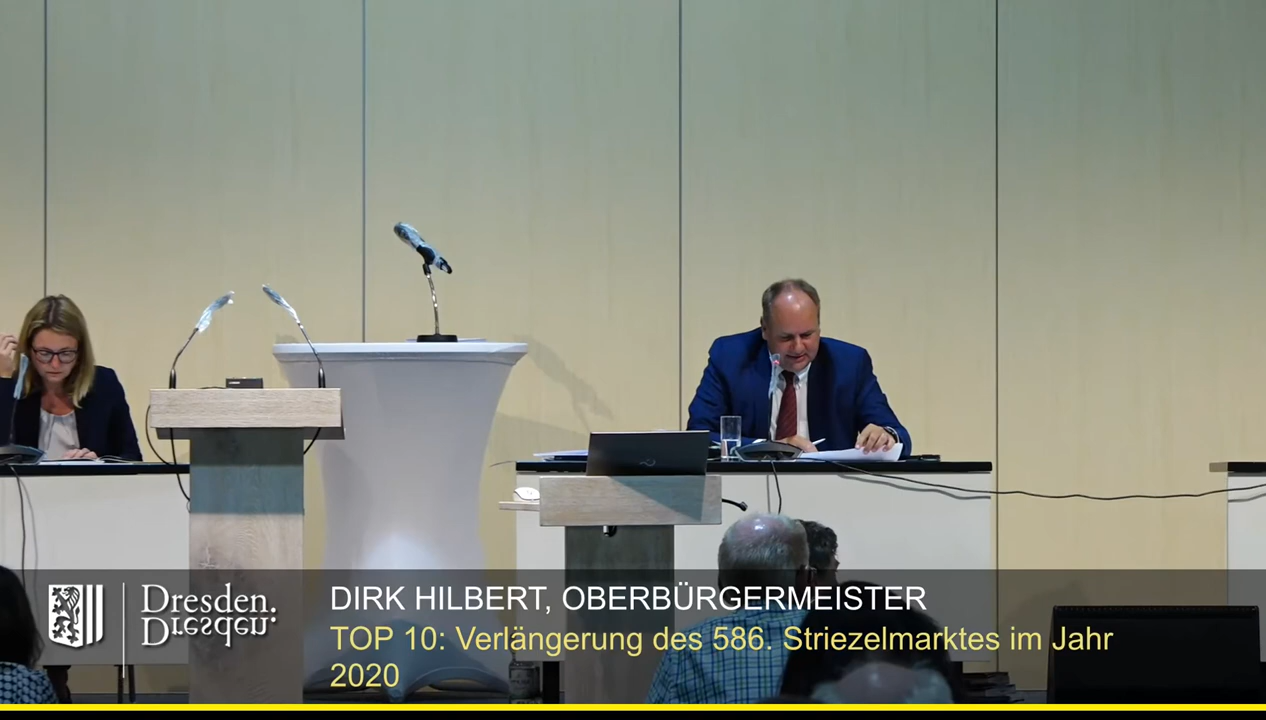 Dresden.
Dresden.
DIRK HILBERT, OBERBÜRGERMEISTER
TOP 10: Verlängerung des 586. Striezelmarktes im Jahr
2020